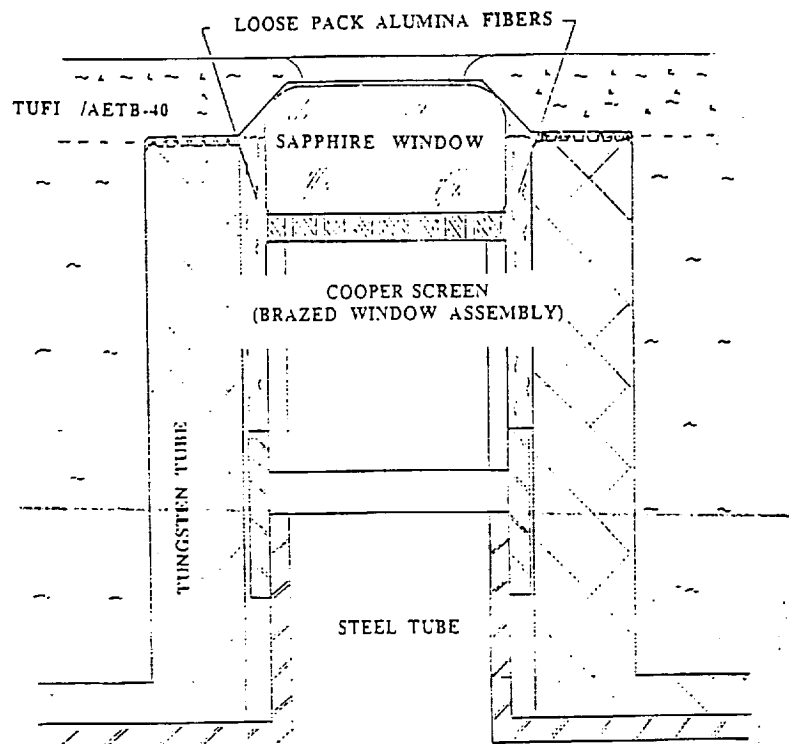 LOOSE PACK ALUMINA FIBERS
TUFI /AETB-40
SAPPHIRE WINDOW
COOPER SCREEN
(BRAZED WINDOW ASSEMBLY)
TUNGSTEN TUBE
STEEL TUBE